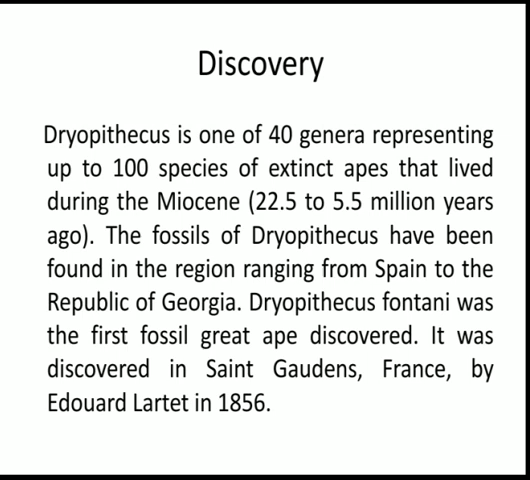 Discovery
Dryopithecus is one of 40 genera representing
up to 100 species of extinct apes that lived
during the Miocene (22.5 to 5.5 million years
ago). The fossils of Dryopithecus have been
found in the region ranging from Spain to the
Republic of Georgia. Dryopithecus fontani was
the first fossil great ape discovered. It was
discovered in Saint Gaudens, France, by
Edouard Lartet in 1856.